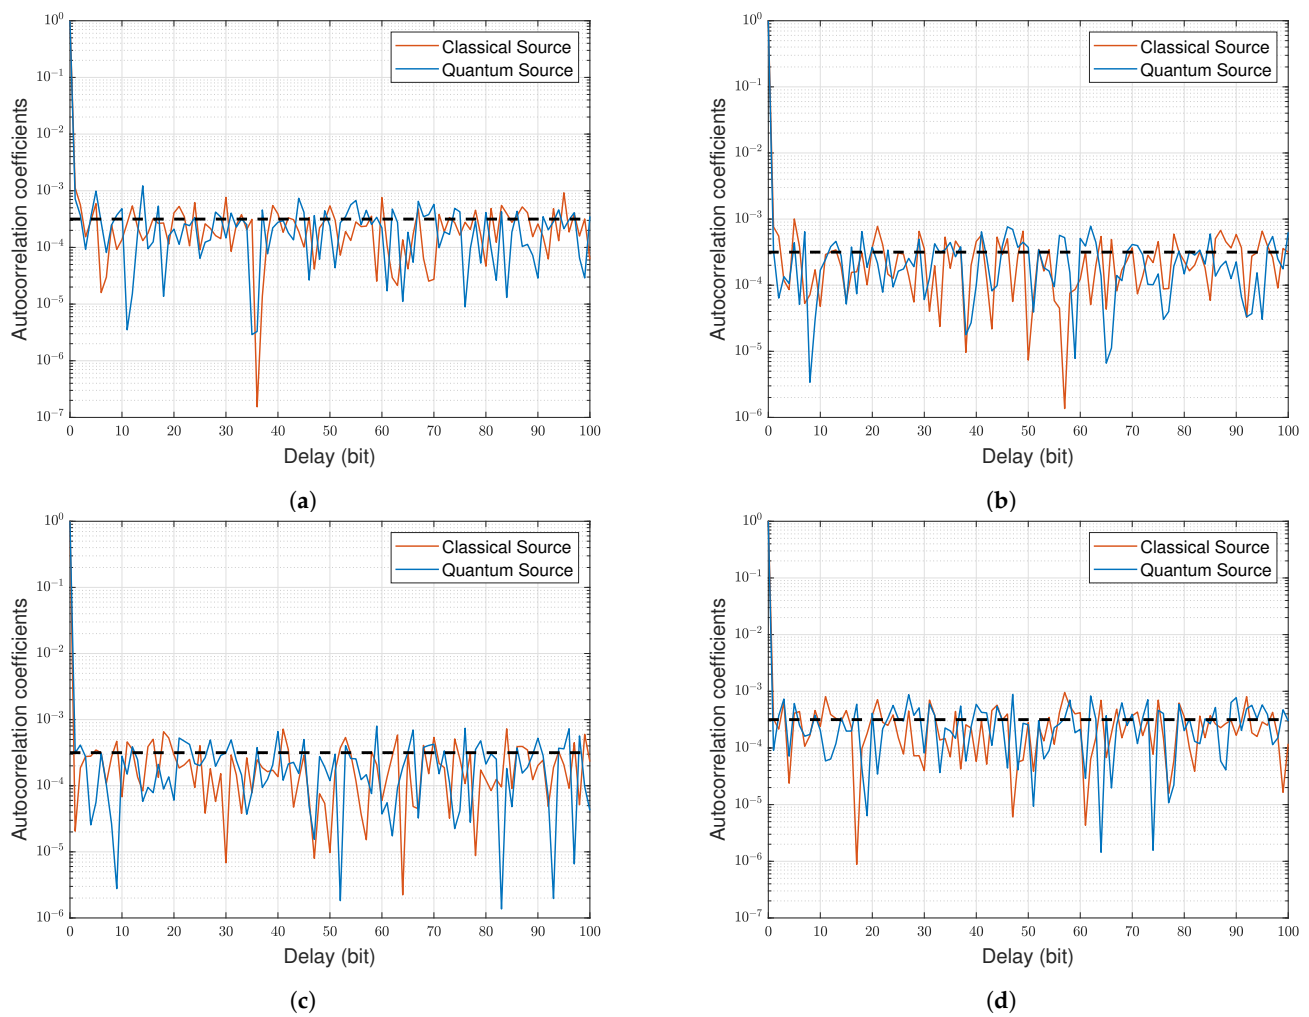 10^0
10^-1
10^-2
10^-3
10^-4
10^-5
10^-6
10^-7
Autocorrelation coefficients
Classical Source
Quantum Source
0 10 20 30 40 50 60 70 80 90 100
Delay (bit)
(a)
10^0
10^-1
10^-2
10^-3
10^-4
10^-5
10^-6
Autocorrelation coefficients
Classical Source
Quantum Source
0 10 20 30 40 50 60 70 80 90 100
Delay (bit)
(b)
10^0
10^-1
10^-2
10^-3
10^-4
10^-5
10^-6
Autocorrelation coefficients
Classical Source
Quantum Source
0 10 20 30 40 50 60 70 80 90 100
Delay (bit)
(c)
10^0
10^-1
10^-2
10^-3
10^-4
10^-5
10^-6
10^-7
Autocorrelation coefficients
Classical Source
Quantum Source
0 10 20 30 40 50 60 70 80 90 100
Delay (bit)
(d)